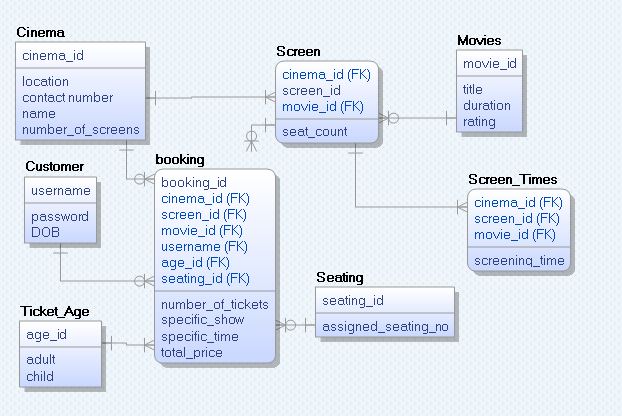 Cinema
cinema_id
location
contact number
name
number_of_screens
Screen
cinema_id (FK)
screen_id
movie_id (FK)
seat_count
Movies
movie_id
title
duration
rating
Customer
username
password
DOB
booking
booking_id
cinema_id (FK)
screen_id (FK)
movie_id (FK)
username (FK)
age_id (FK)
seating_id (FK)
number_of_tickets
specific_show
specific_time
total_price
Screen_Times
cinema_id (FK)
screen_id (FK)
movie_id (FK)
screening_time
Seating
seating_id
assigned_seating_no
Ticket_Age
age_id
adult
child